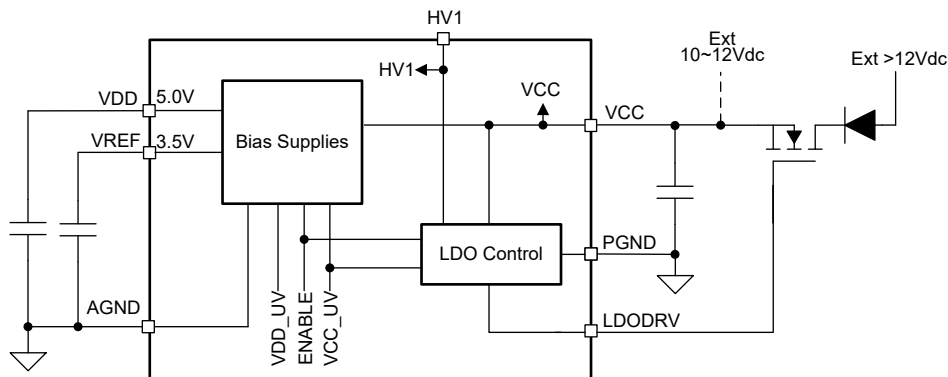 HV1
Ext
10~12Vdc
Ext >12Vdc
HV1
VCC
VDD
5.0V
VCC
VREF
3.5V
Bias Supplies
LDO Control
PGND
AGND
VDD_UV
ENABLE
VCC_UV
LDODRV